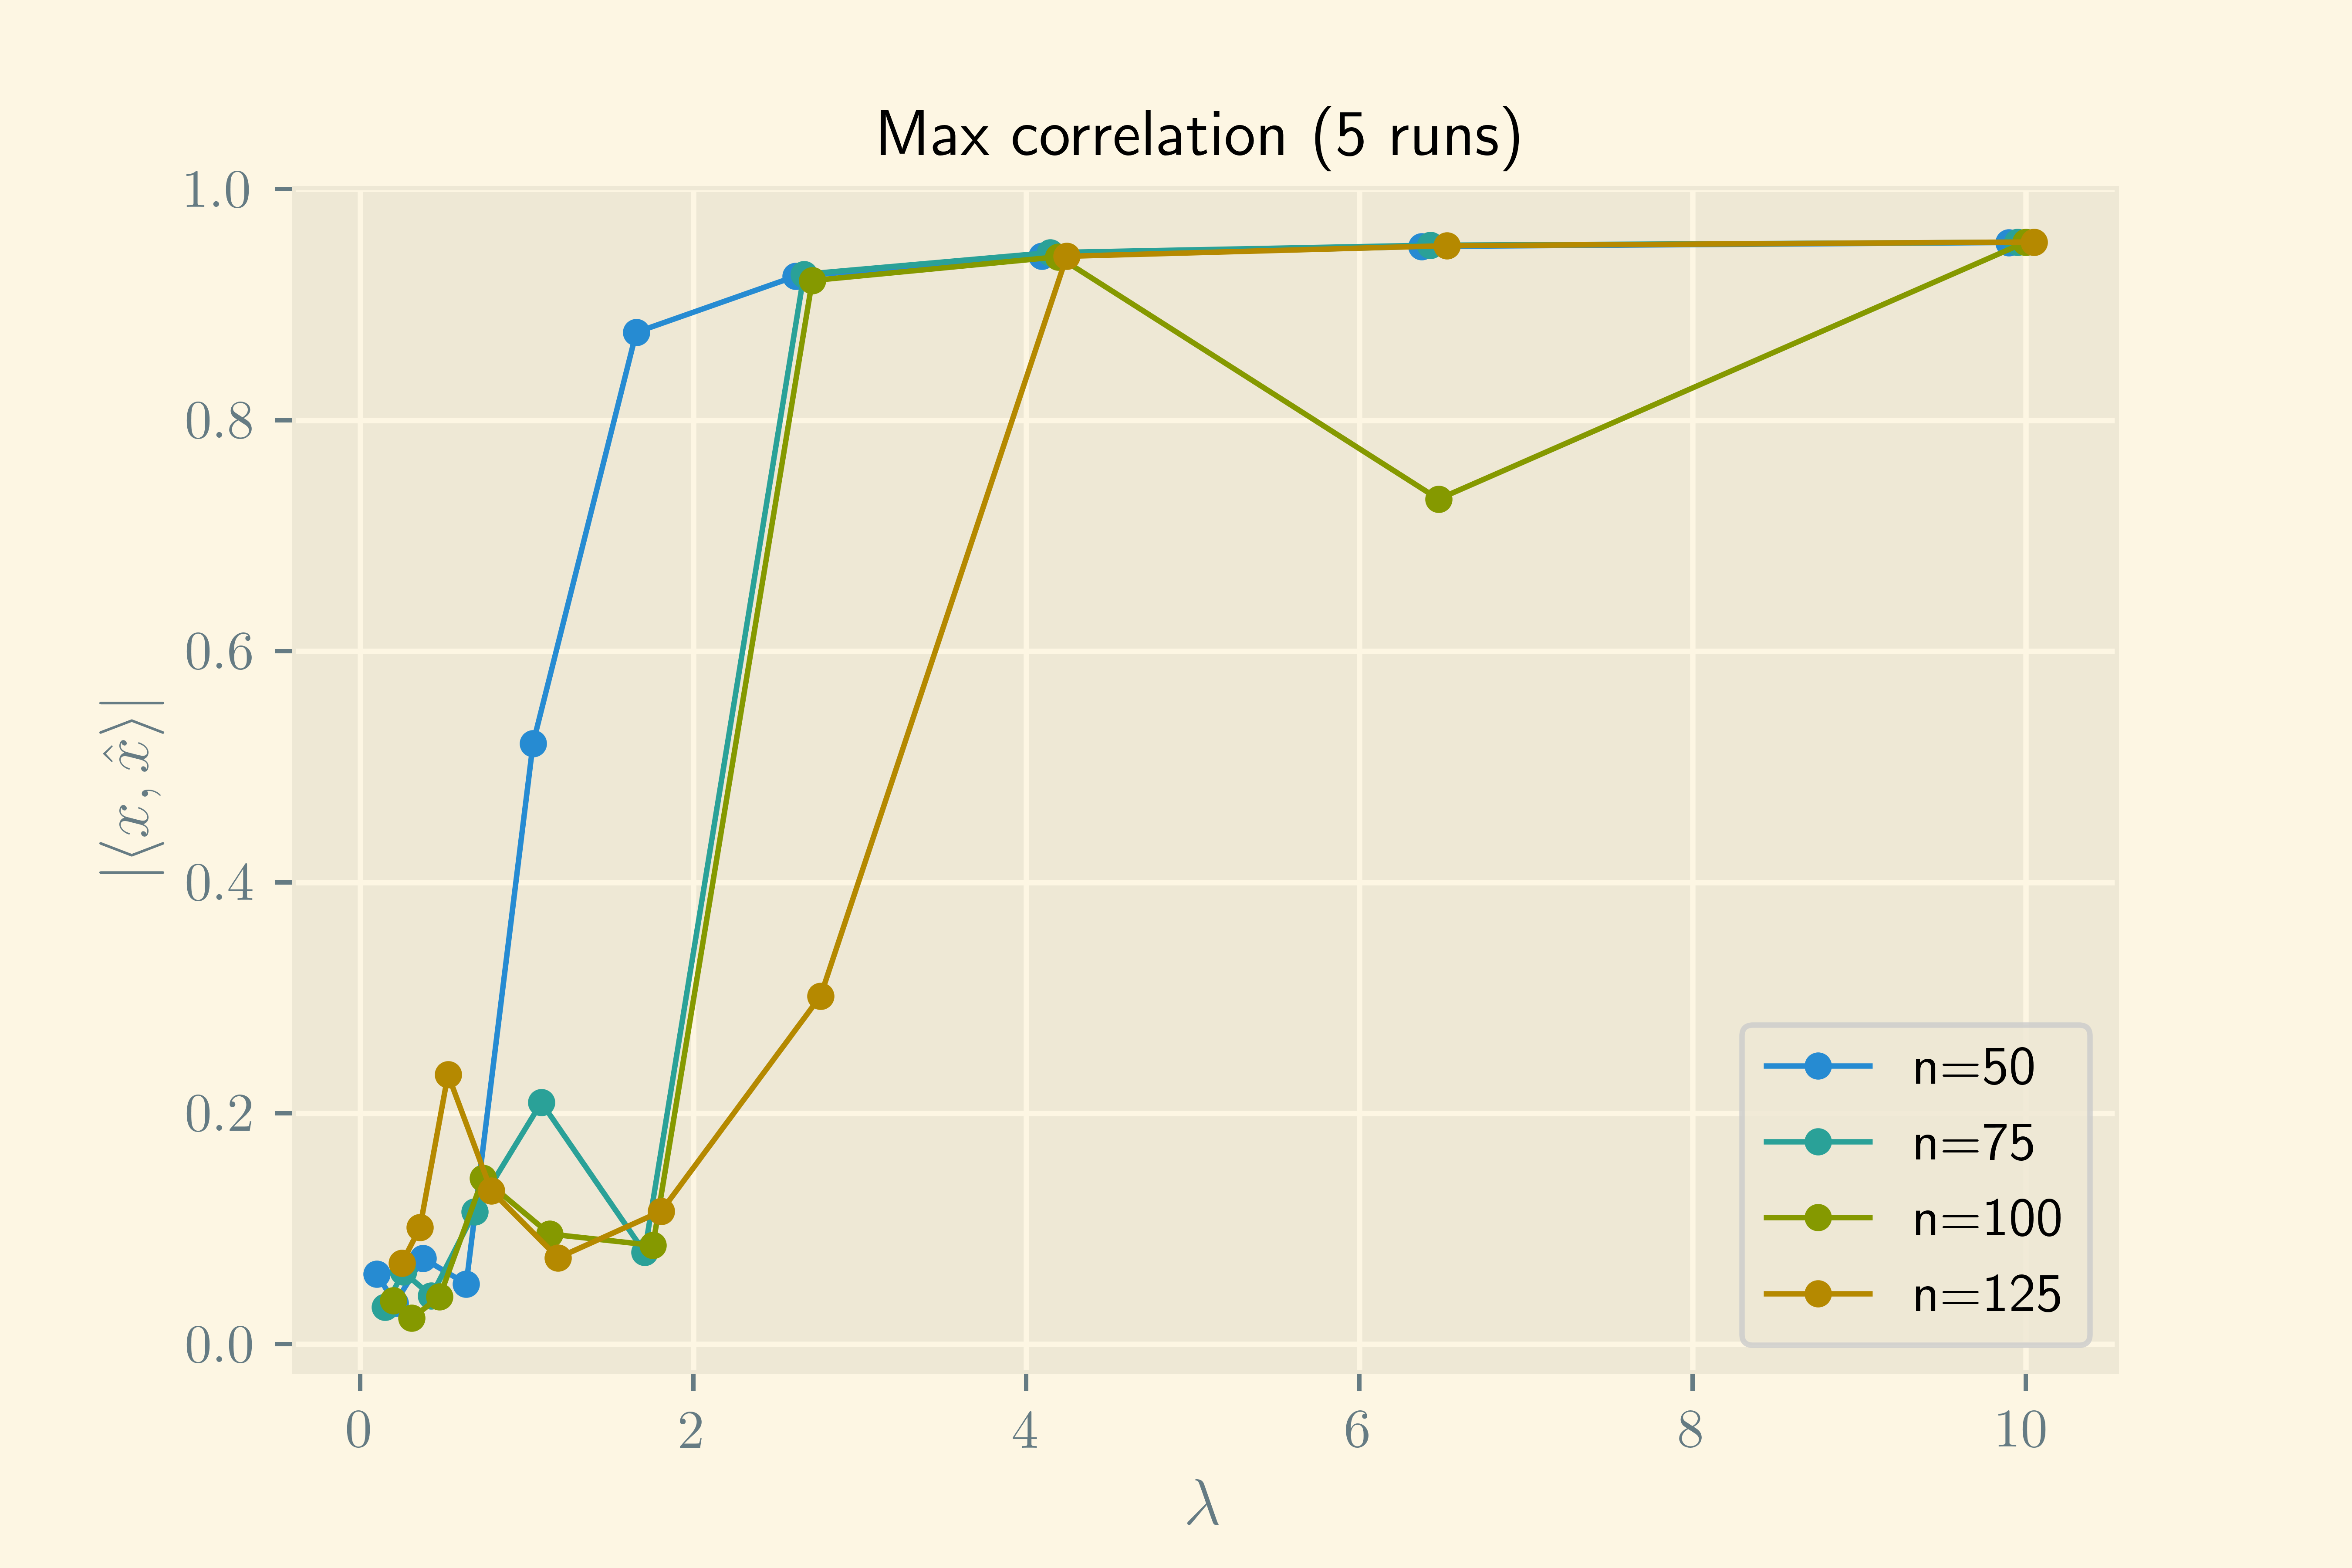 Max correlation (5 runs)
1.0
0.8
0.6
0.4
0.2
0.0
|⟨x, x̂⟩|
n=50
n=75
n=100
n=125
0 2 4 6 8 10
λ